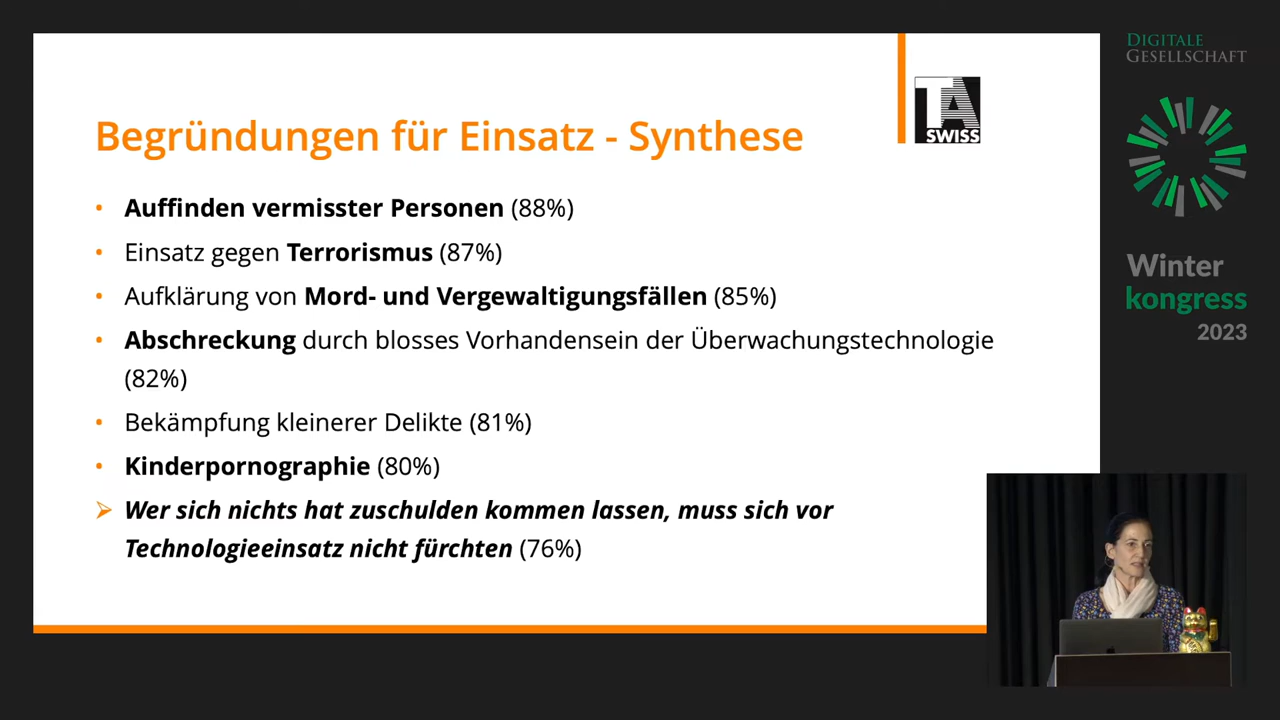 Begründungen für Einsatz - Synthese
TA
SWISS
• Auffinden vermisster Personen (88%)
• Einsatz gegen Terrorismus (87%)
• Aufklärung von Mord- und Vergewaltigungsfällen (85%)
• Abschreckung durch blosses Vorhandensein der Überwachungstechnologie
(82%)
• Bekämpfung kleinerer Delikte (81%)
• Kinderpornographie (80%)
➢ Wer sich nichts hat zuschulden kommen lassen, muss sich vor
Technologieeinsatz nicht fürchten (76%)
DIGITALE
GESELLSCHAFT
Winter
kongress
2023